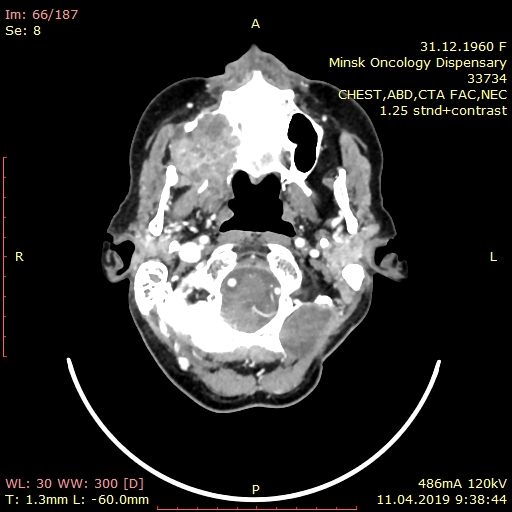 Im: 66/187
Se: 8
A
31.12.1960 F
Minsk Oncology Dispensary
33734
CHEST,ABD,CTA FAC,NEC
1.25 stnd+contrast
R
L
WL: 30 WW: 300 [D]
T: 1.3mm L: -60.0mm
P
486mA 120kV
11.04.2019 9:38:44